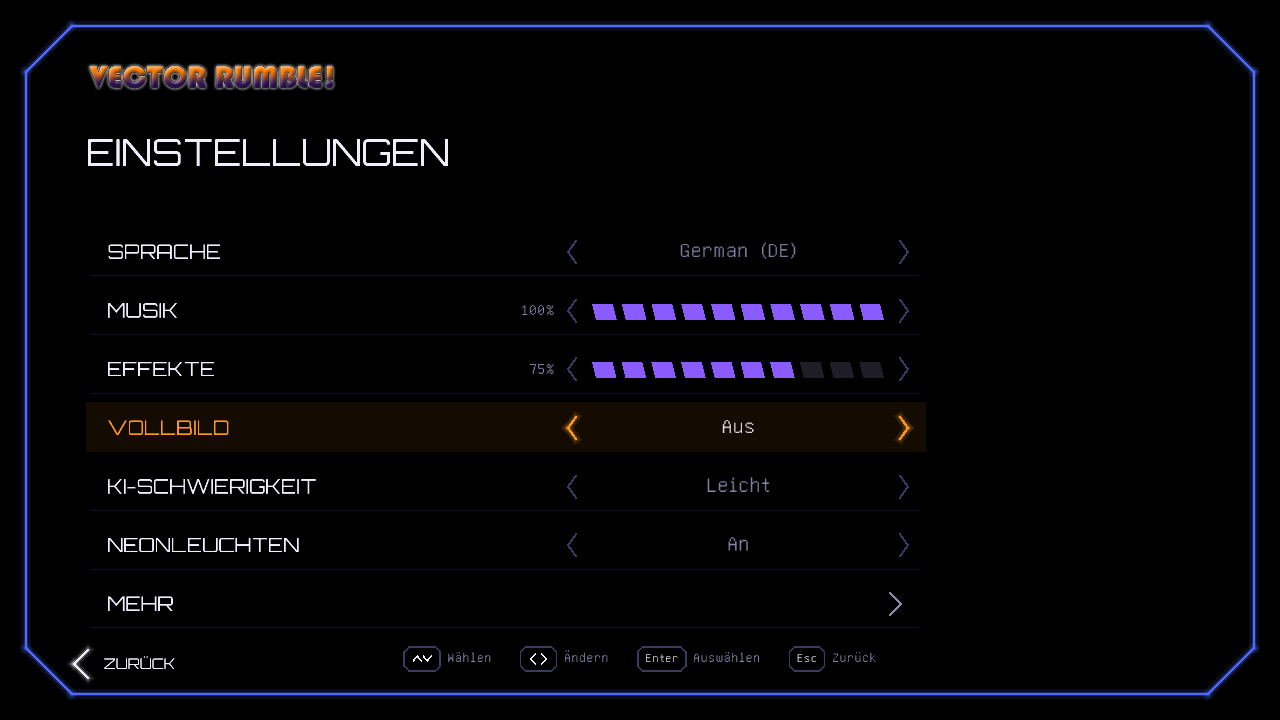 VECTOR RUMBLE!
EINSTELLUNGEN
SPRACHE German (DE)
MUSIK 100%
EFFEKTE 75%
VOLLBILD Aus
KI-SCHWIERIGKEIT Leicht
NEONLEUCHTEN An
MEHR
ZURÜCK Wählen Ändern Enter Auswählen Esc Zurück